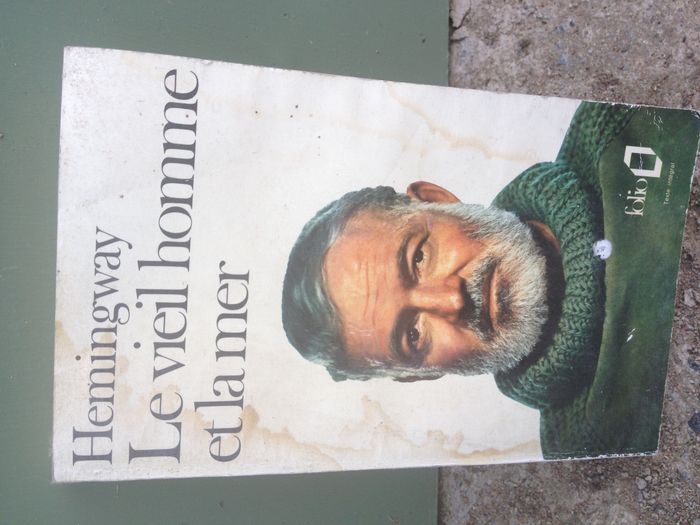 Hemingway
Le vieil homme
et la mer
folio
Texte intégral